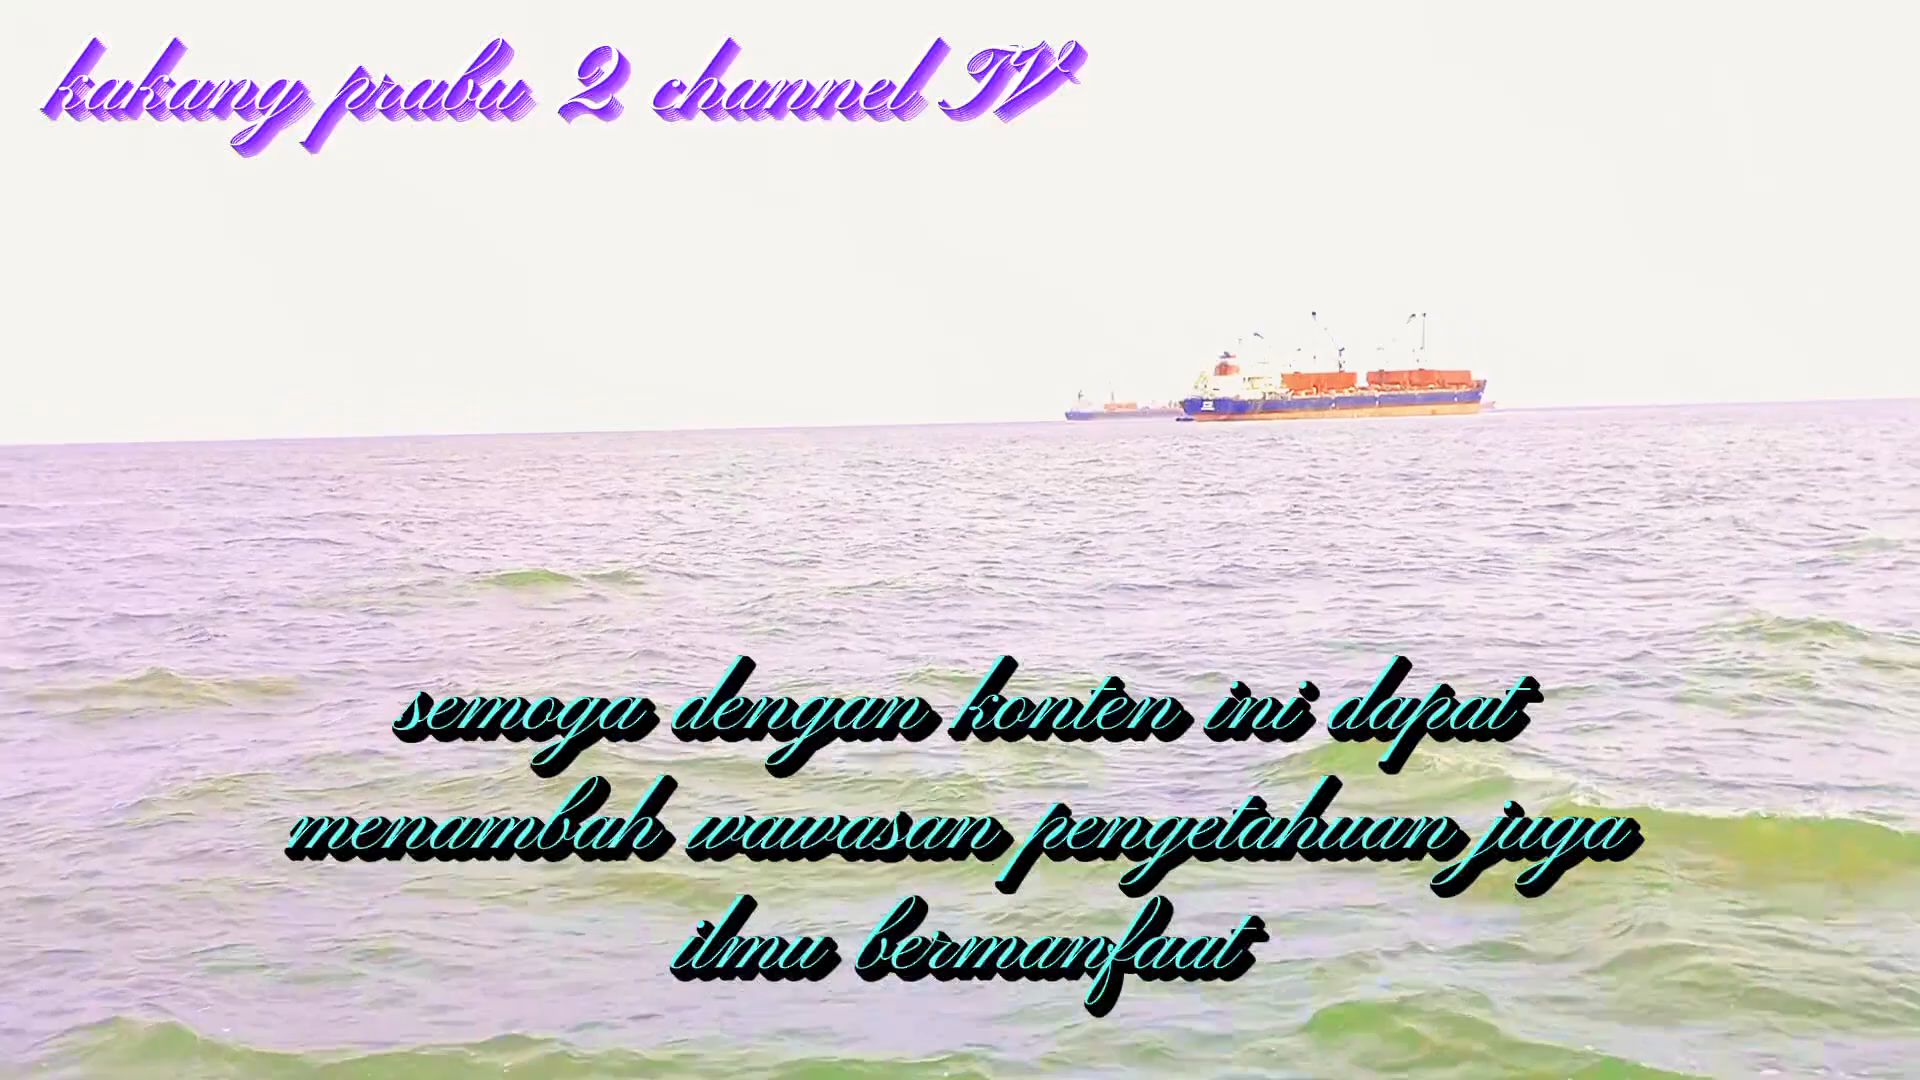 kakang prabu 2 channel TV
semoga dengan konten ini dapat
menambah wawasan pengetahuan juga
ilmu bermanfaat